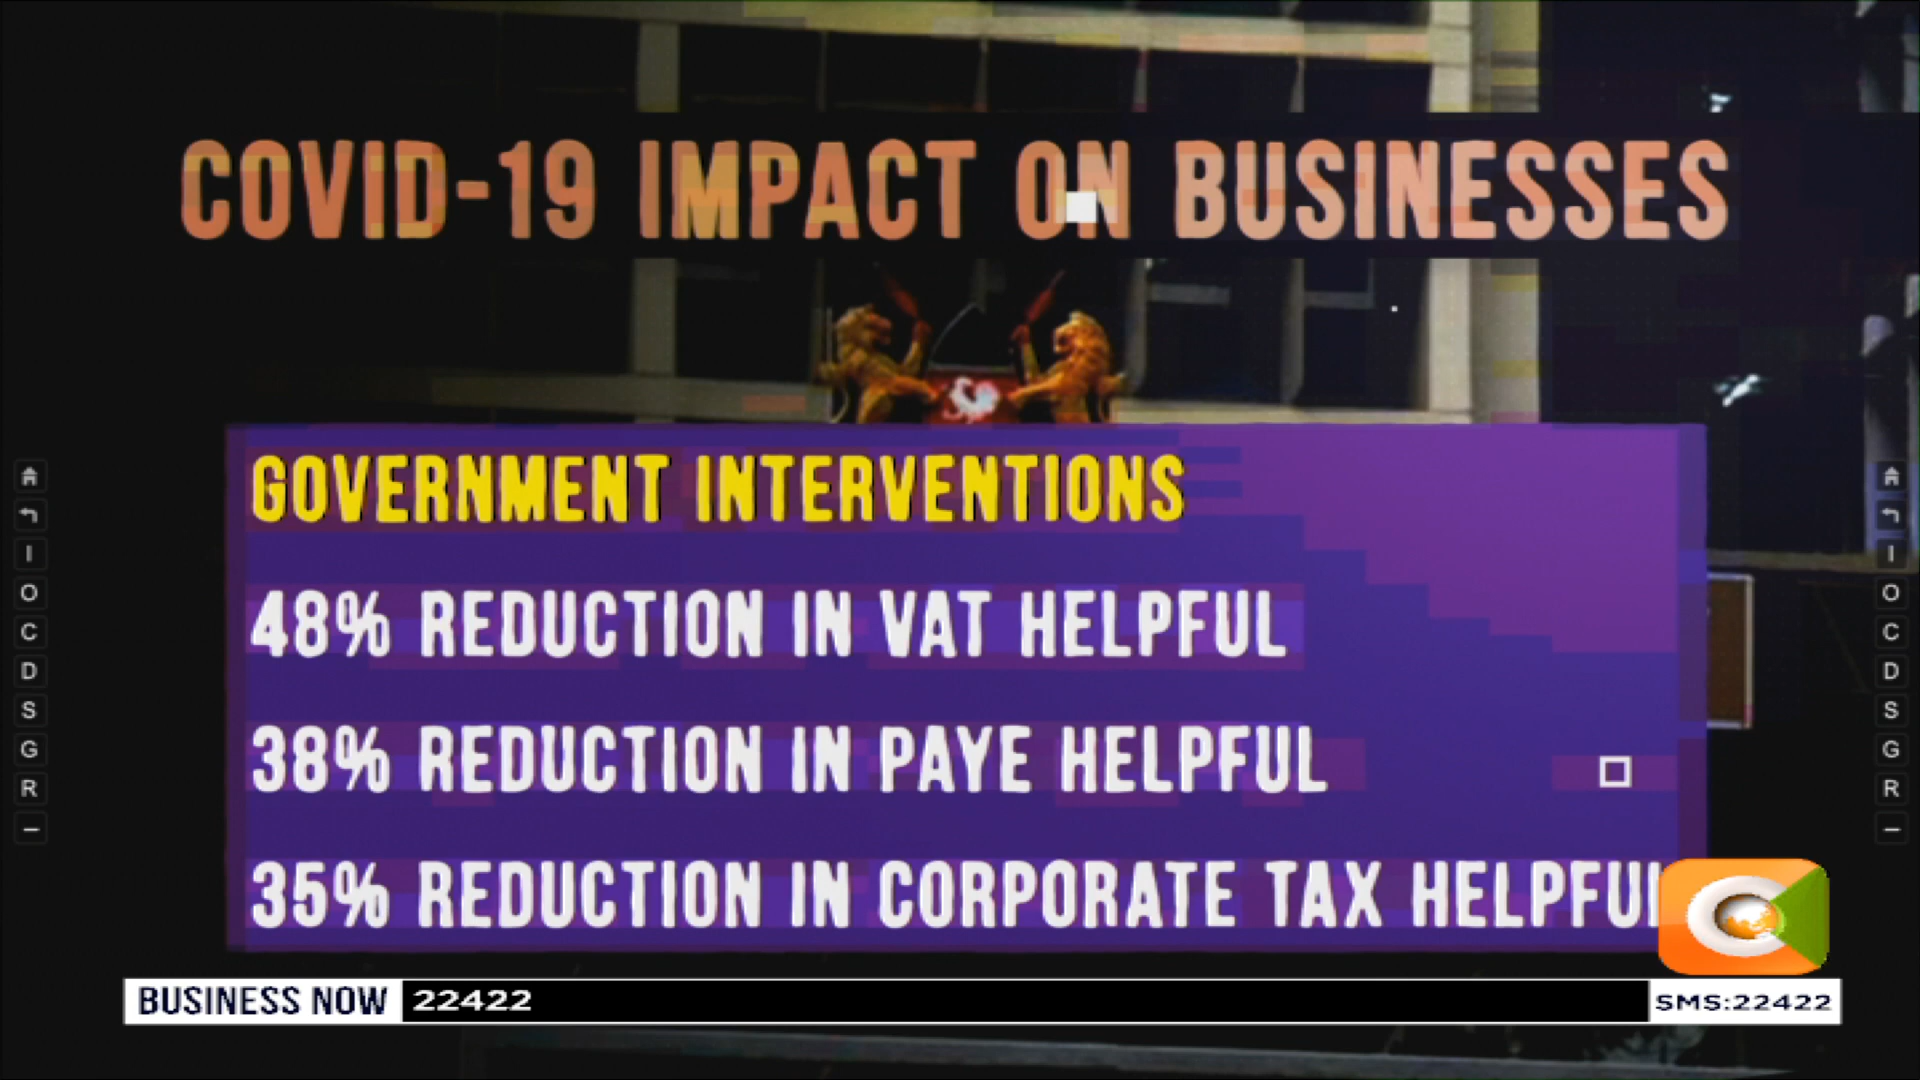 COVID-19 IMPACT ON BUSINESSES
GOVERNMENT INTERVENTIONS
48% REDUCTION IN VAT HELPFUL
38% REDUCTION IN PAYE HELPFUL
35% REDUCTION IN CORPORATE TAX HELPFUL
I
O
C
D
S
G
R
I
O
C
D
S
G
R
BUSINESS NOW 22422 SMS:22422